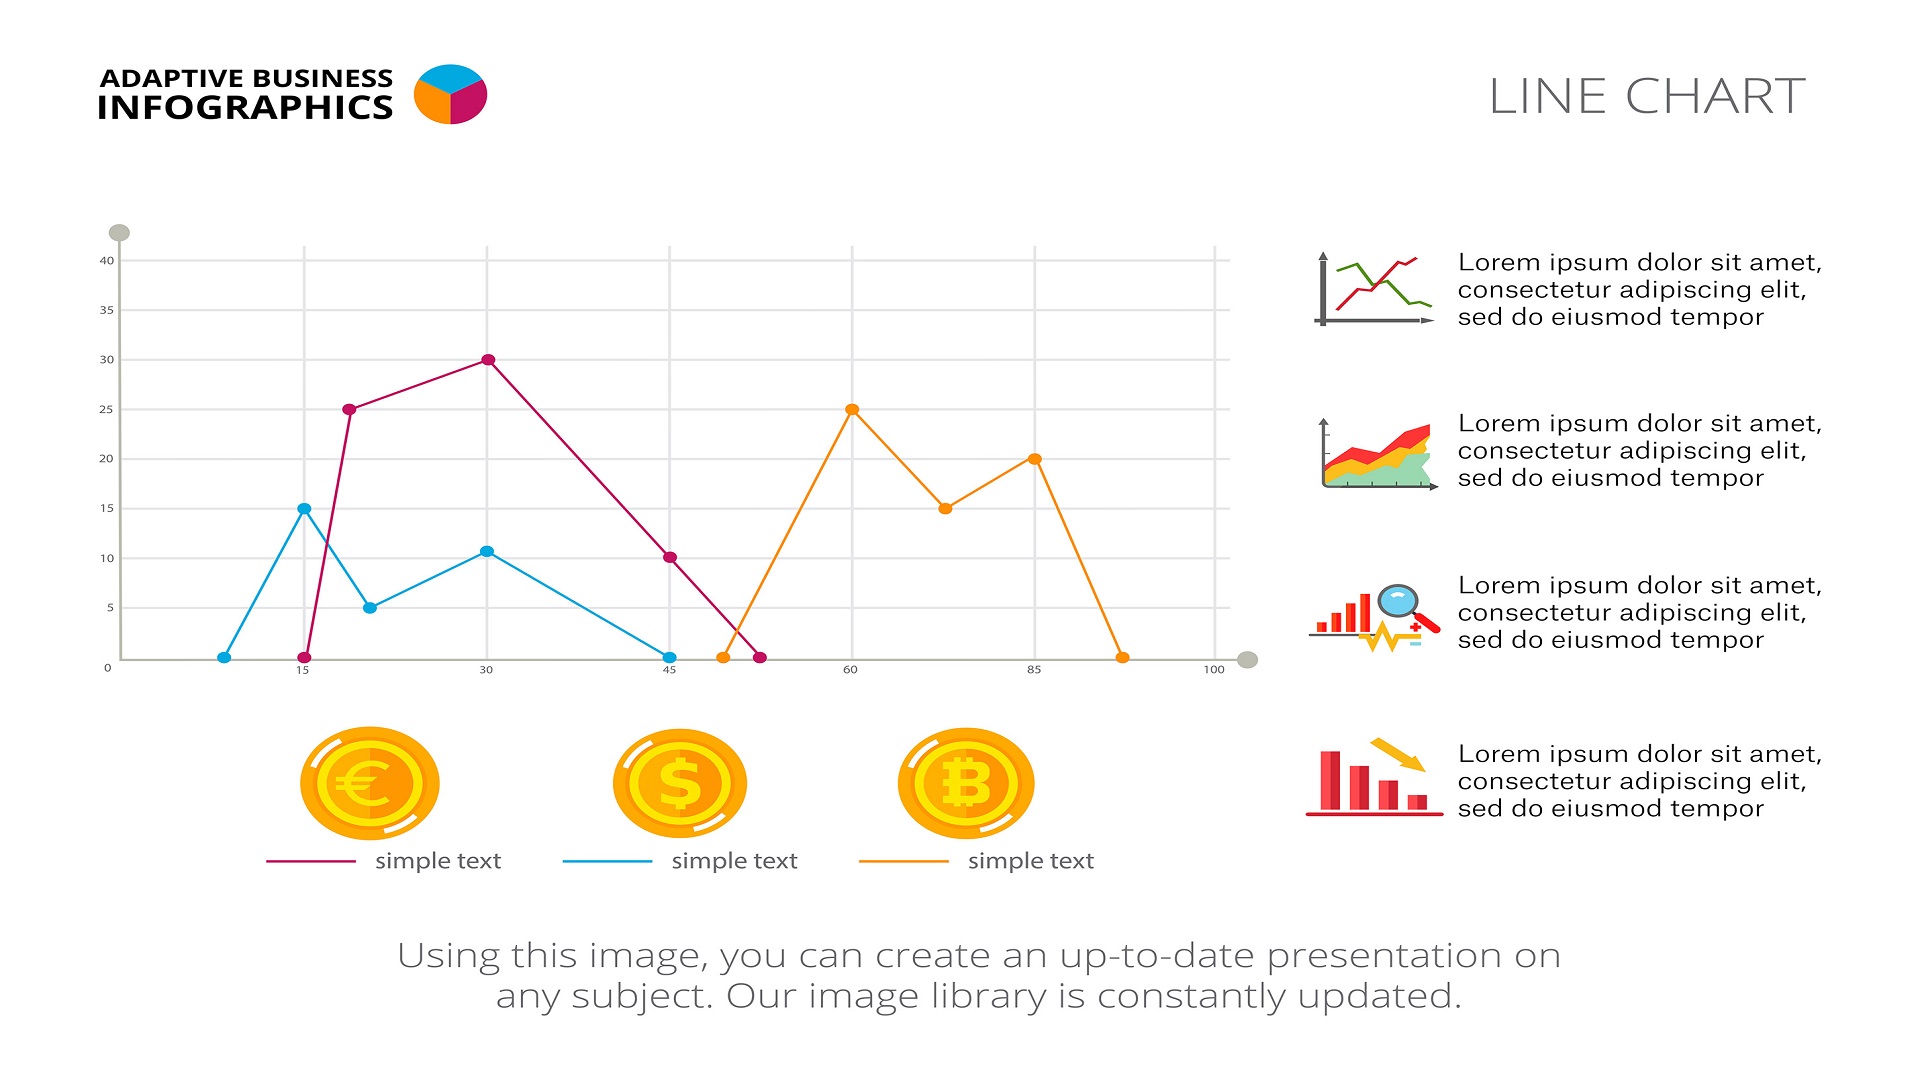 ADAPTIVE BUSINESS
INFOGRAPHICS
LINE CHART
40
35
30
25
20
15
10
5
0
15
30
45
60
85
100
€
$
₿
simple text
simple text
simple text
Lorem ipsum dolor sit amet,
consectetur adipiscing elit,
sed do eiusmod tempor
Lorem ipsum dolor sit amet,
consectetur adipiscing elit,
sed do eiusmod tempor
Lorem ipsum dolor sit amet,
consectetur adipiscing elit,
sed do eiusmod tempor
Lorem ipsum dolor sit amet,
consectetur adipiscing elit,
sed do eiusmod tempor
Using this image, you can create an up-to-date presentation on
any subject. Our image library is constantly updated.